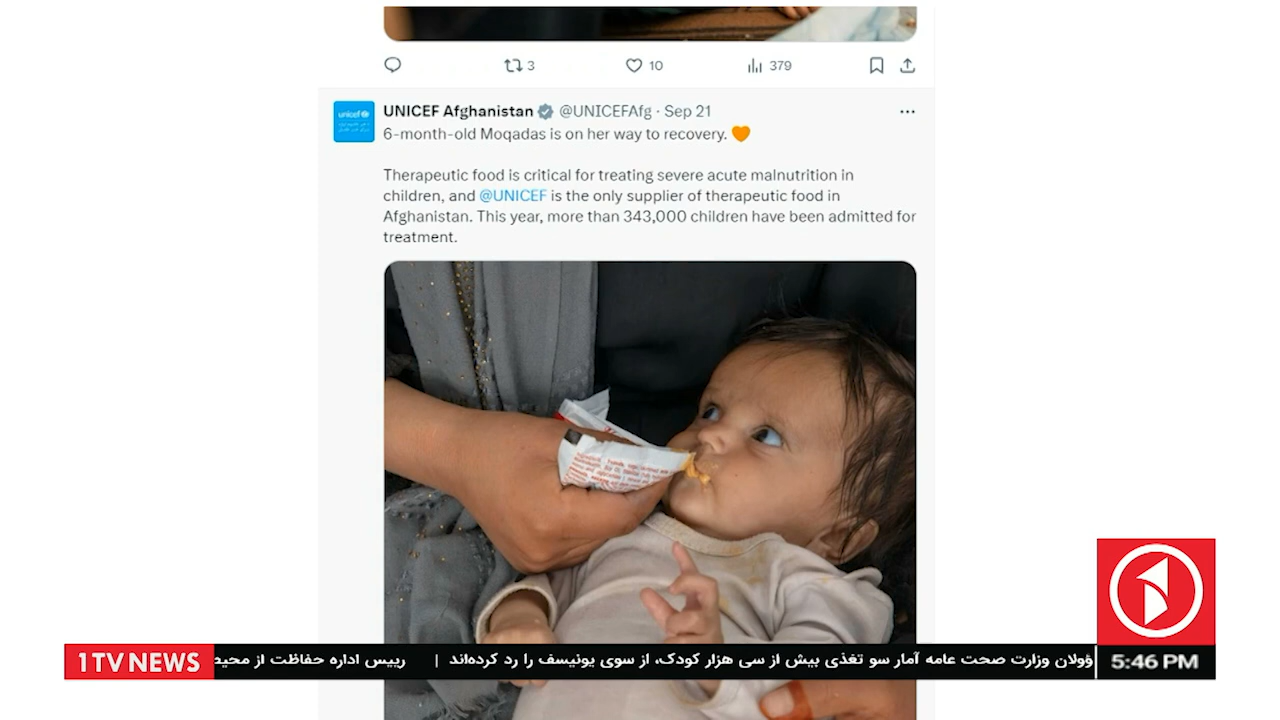 3 10 379
UNICEF Afghanistan @UNICEFAfg · Sep 21
6-month-old Moqadas is on her way to recovery. 🧡
Therapeutic food is critical for treating severe acute malnutrition in
children, and @UNICEF is the only supplier of therapeutic food in
Afghanistan. This year, more than 343,000 children have been admitted for
treatment.
unicef
1TV NEWS
ؤولان وزارت صحت عامه آمار سو تغذی بیش از سی هزار کودک، از سوی یونیسف را رد کرده‌اند | رییس اداره حفاظت از محیط
5:46 PM